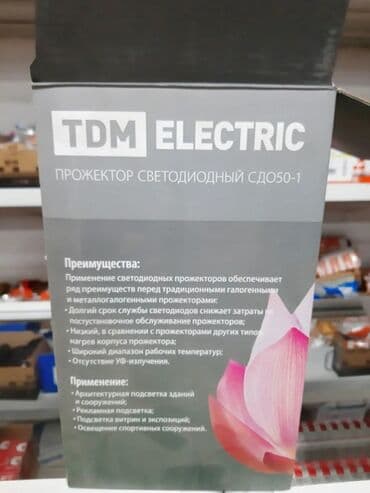 TDM ELECTRIC
ПРОЖЕКТОР СВЕТОДИОДНЫЙ СДО50-1
Преимущества:
Применение светодиодных прожекторов обеспечивает
ряд преимуществ перед традиционными галогенными
и металлогалогенными прожекторами:
• Долгий срок службы светодиодов снижает затраты на
постустановочное обслуживание прожекторов;
• Низкий, в сравнении с прожекторами других типов,
нагрев корпуса прожектора;
• Широкий диапазон рабочих температур;
• Отсутствие УФ-излучения.
Применение:
• Архитектурная подсветка зданий
и сооружений;
• Рекламная подсветка;
• Подсветка витрин и экспозиций;
• Освещение спортивных сооружений.